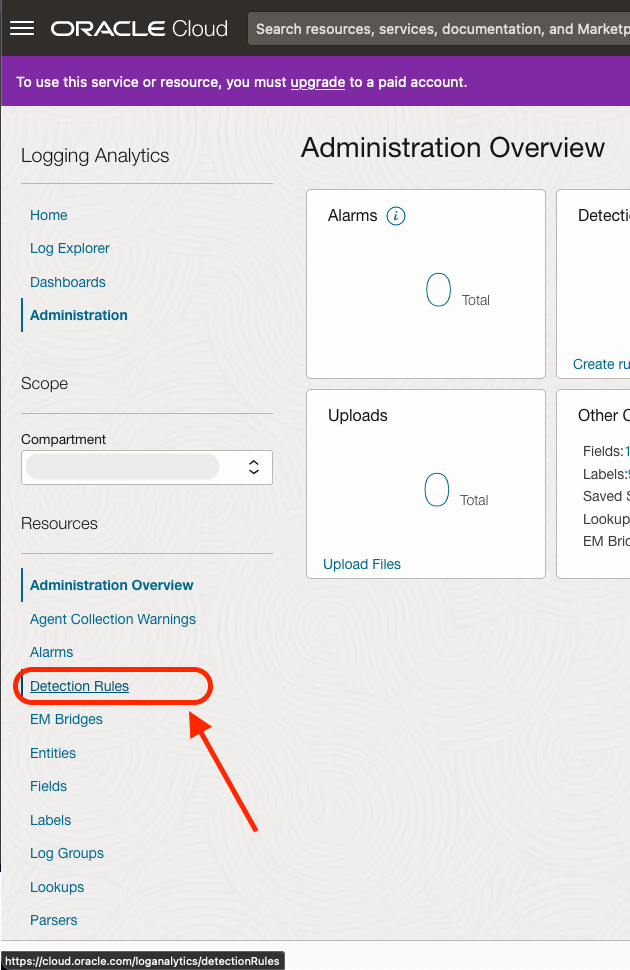 ORACLE Cloud
Search resources, services, documentation, and Marketp
To use this service or resource, you must upgrade to a paid account.
Logging Analytics
Home
Log Explorer
Dashboards
Administration
Scope
Compartment
Resources
Administration Overview
Agent Collection Warnings
Alarms
Detection Rules
EM Bridges
Entities
Fields
Labels
Log Groups
Lookups
Parsers
Administration Overview
Alarms i
0 Total
Detecti
Create ru
Uploads
0 Total
Upload Files
Other
Fields:1
Labels:
Saved S
Lookup
EM Brid
https://cloud.oracle.com/loganalytics/detectionRules